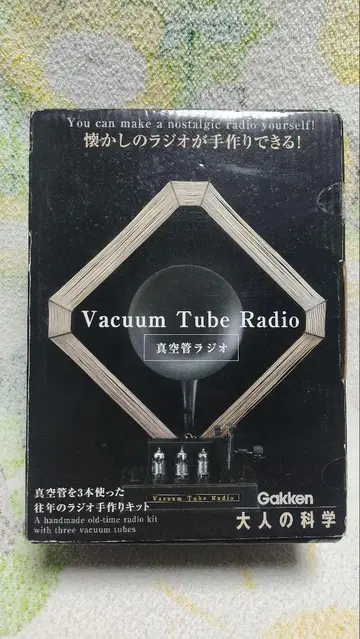 You can make a nostalgic radio yourself!
懐かしのラジオが手作りできる!
Vacuum Tube Radio
真空管ラジオ
Vacuum Tube Radio
真空管を3本使った
往年のラジオ手作りキット
A handmade old-time radio kit
with three vacuum tubes
Gakken
大人の科学